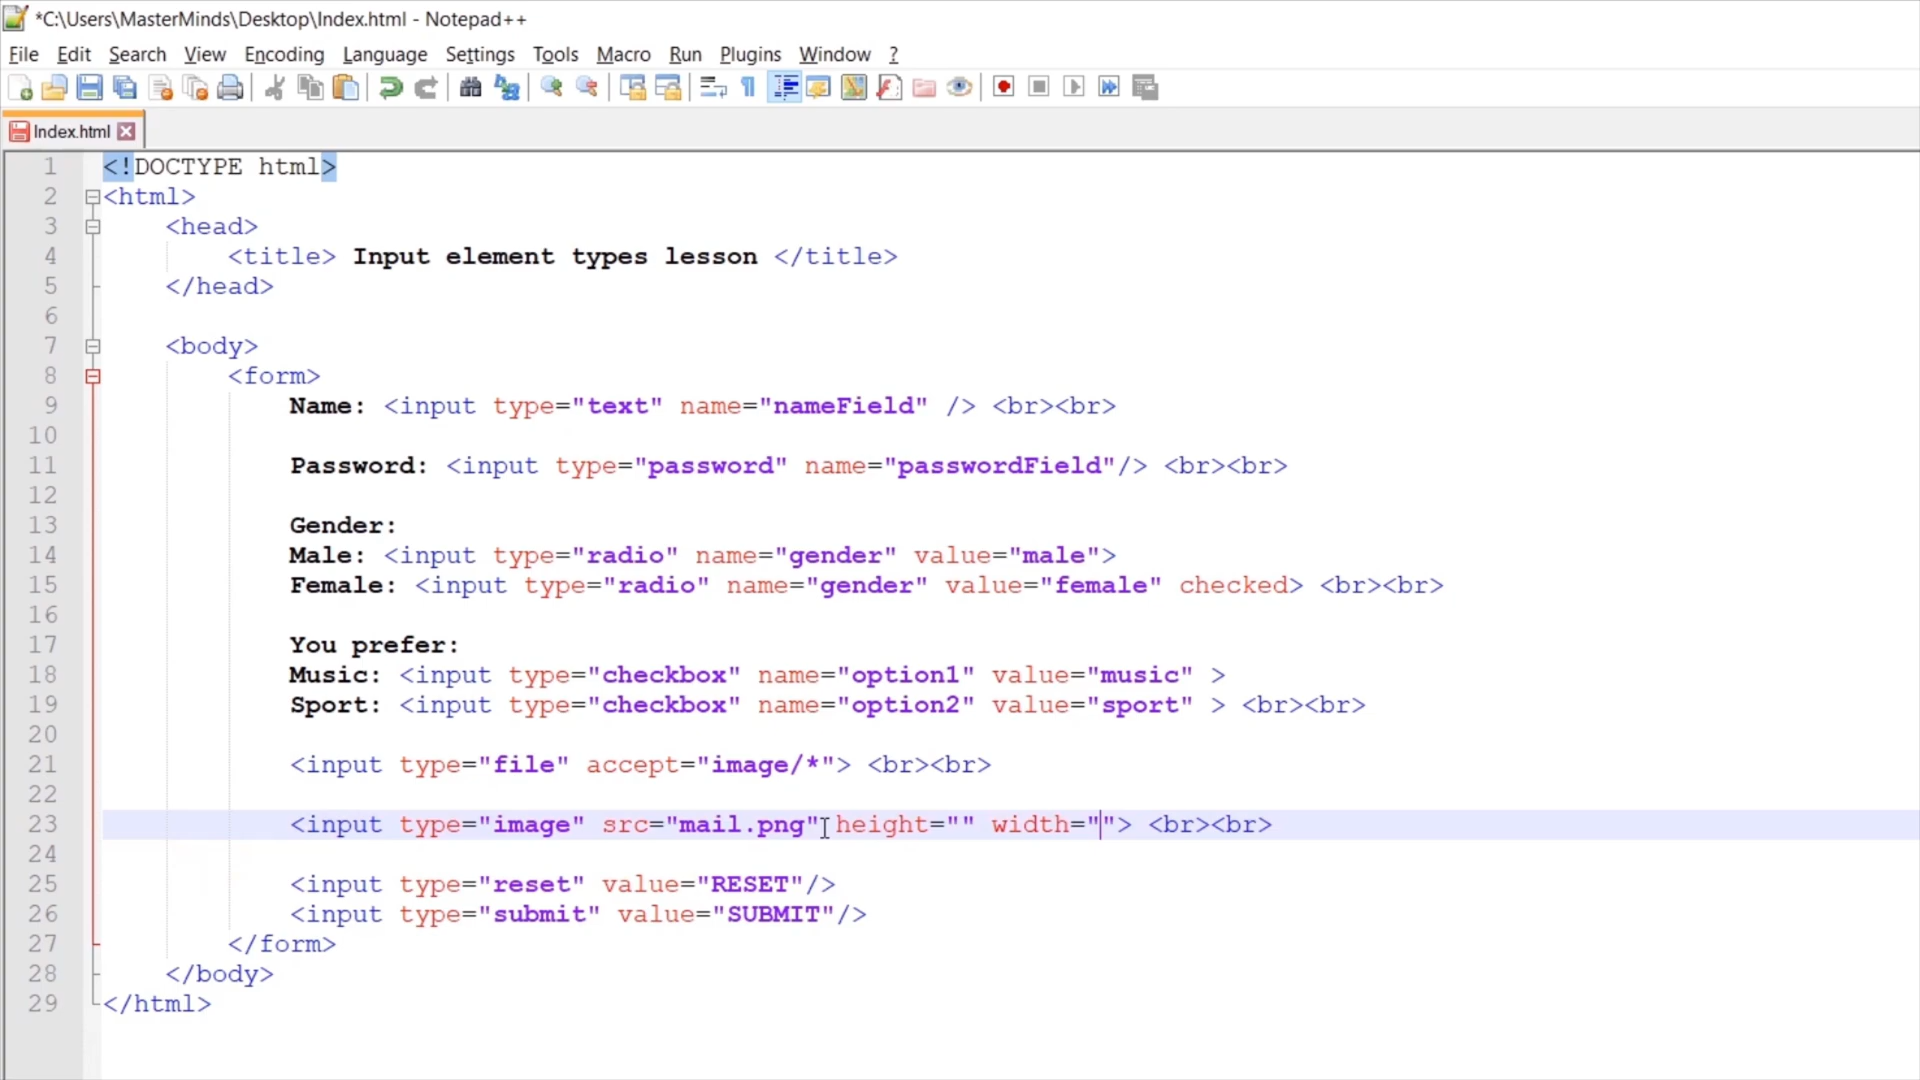 *C:\Users\MasterMinds\Desktop\Index.html - Notepad++
File Edit Search View Encoding Language Settings Tools Macro Run Plugins Window ?
Index.html
1 <!DOCTYPE html>
2 <html>
3 <head>
4 <title> Input element types lesson </title>
5 </head>
6
7 <body>
8 <form>
9 Name: <input type="text" name="nameField" /> <br><br>
10
11 Password: <input type="password" name="passwordField"/> <br><br>
12
13 Gender:
14 Male: <input type="radio" name="gender" value="male">
15 Female: <input type="radio" name="gender" value="female" checked> <br><br>
16
17 You prefer:
18 Music: <input type="checkbox" name="option1" value="music" >
19 Sport: <input type="checkbox" name="option2" value="sport" > <br><br>
20
21 <input type="file" accept="image/*"> <br><br>
22
23 <input type="image" src="mail.png" height="" width=""> <br><br>
24
25 <input type="reset" value="RESET"/>
26 <input type="submit" value="SUBMIT"/>
27 </form>
28 </body>
29 </html>